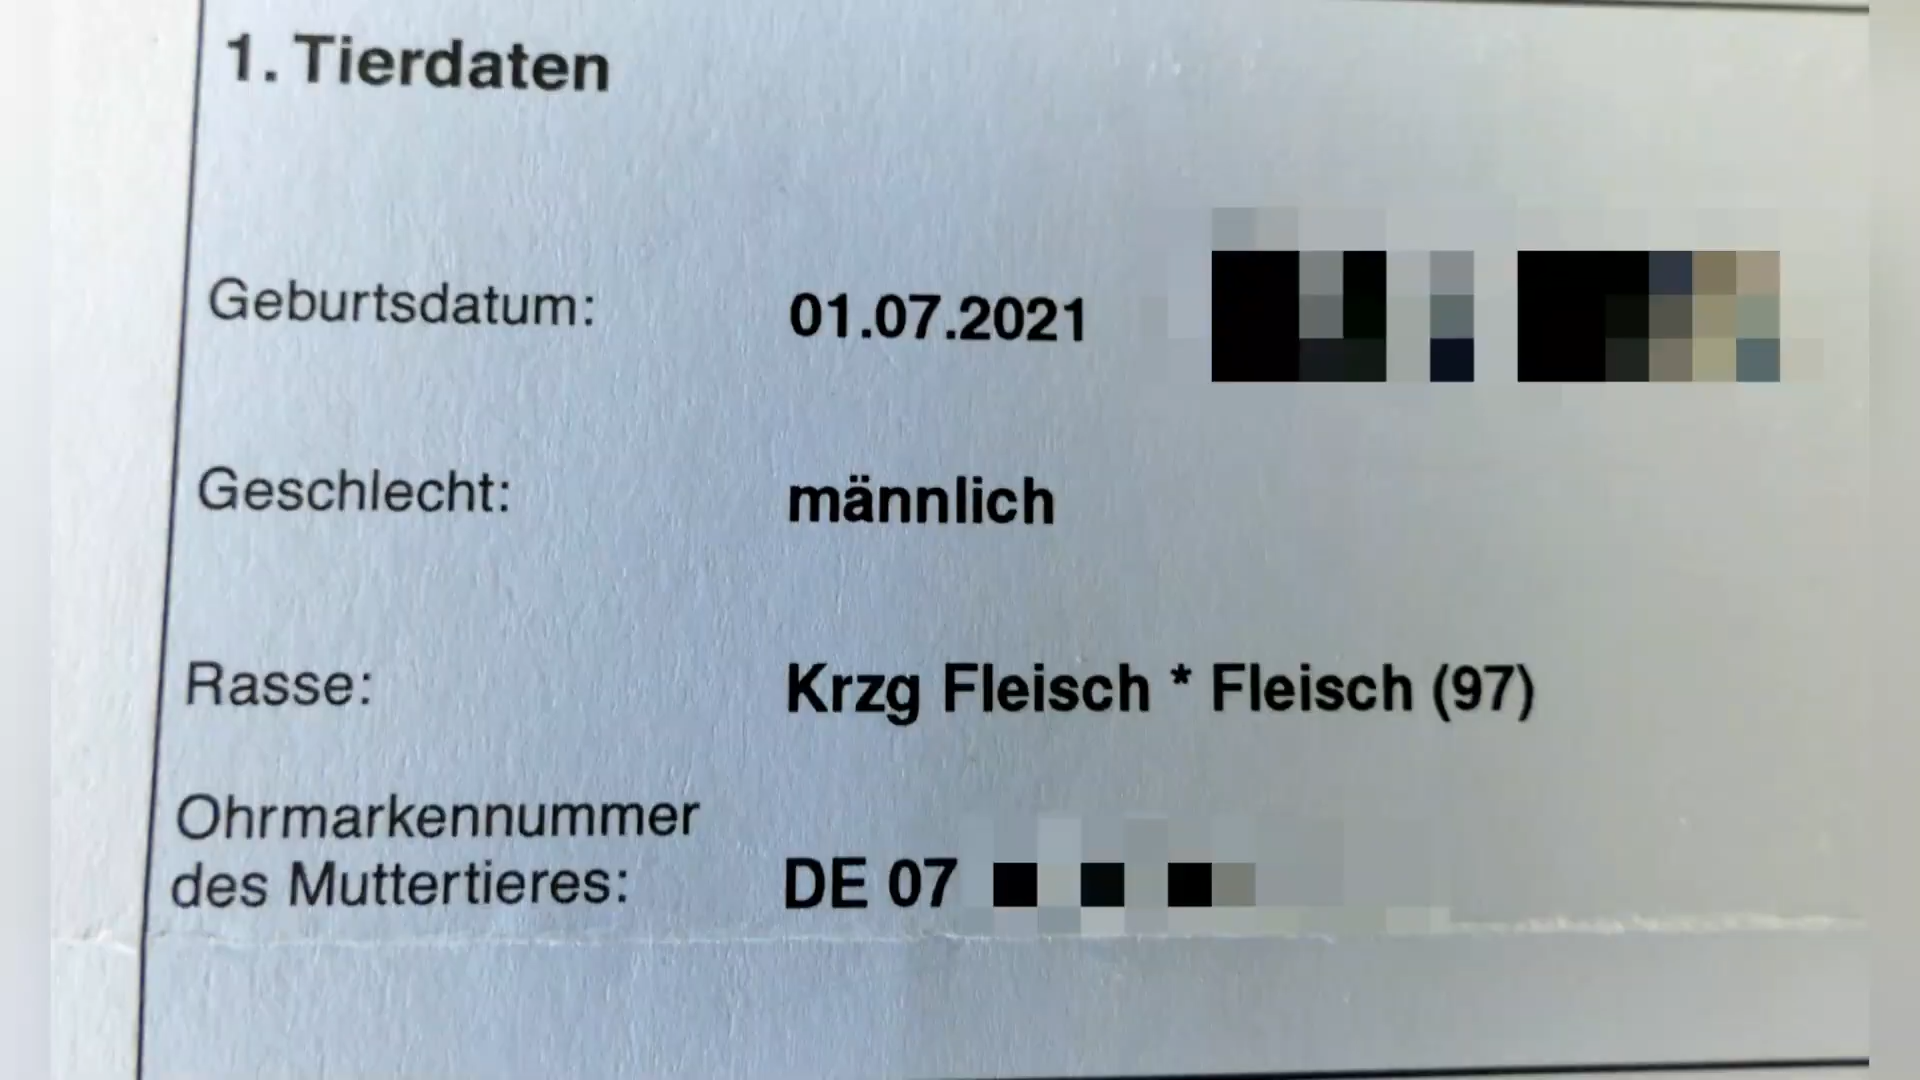 1. Tierdaten
Geburtsdatum: 01.07.2021
Geschlecht: männlich
Rasse: Krzg Fleisch * Fleisch (97)
Ohrmarkennummer
des Muttertieres: DE 07